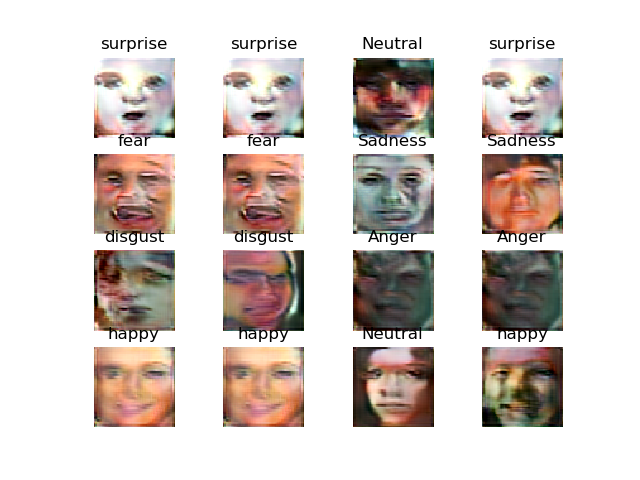 surprise surprise Neutral surprise
fear fear Sadness Sadness
disgust disgust Anger Anger
happy happy Neutral happy